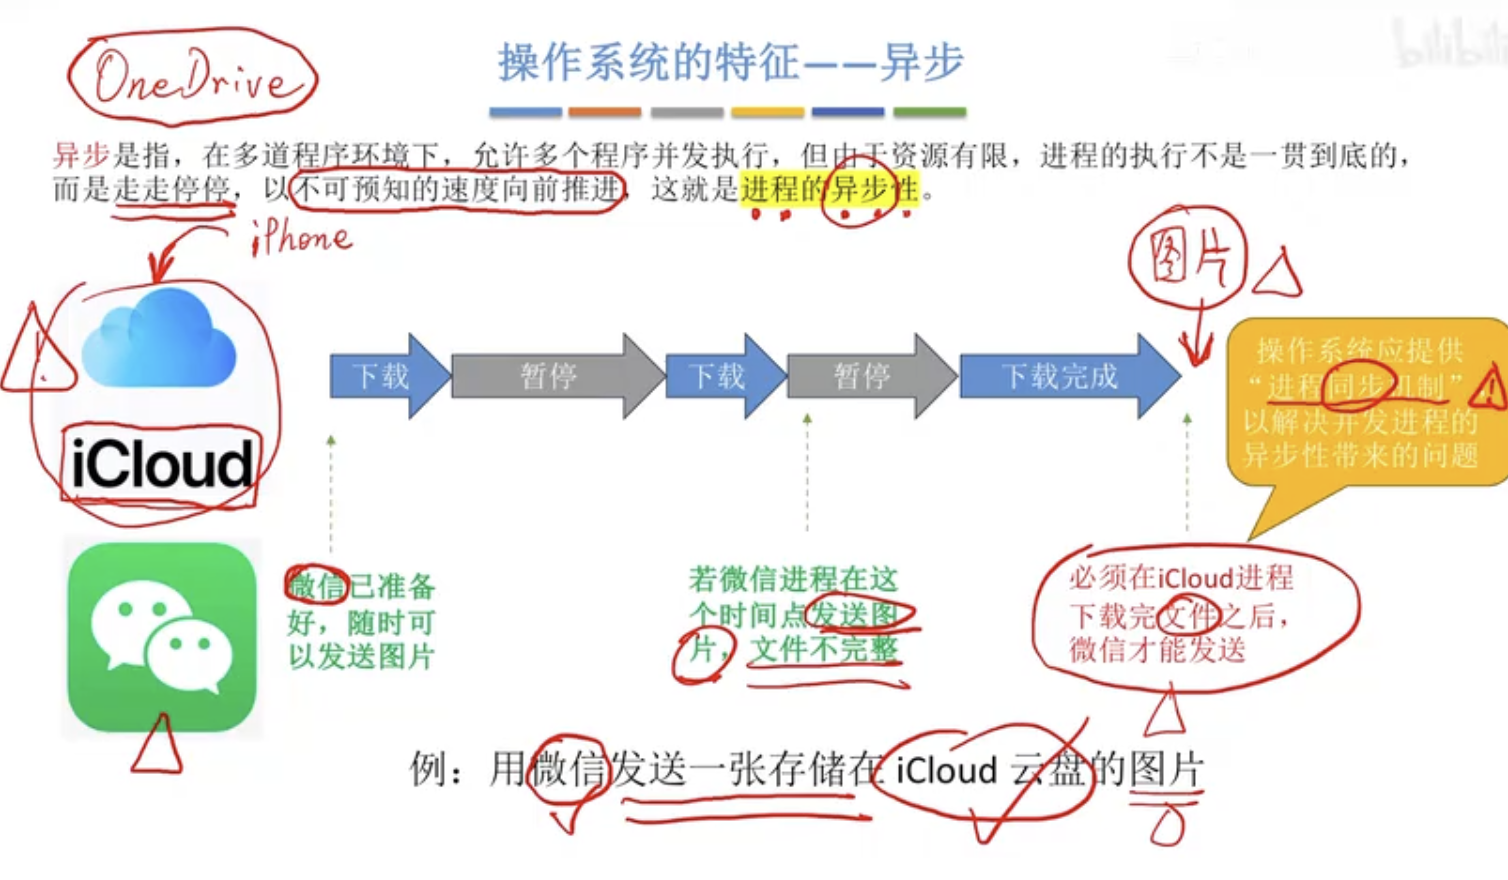 OneDrive
操作系统的特征——异步
bilibili
异步是指，在多道程序环境下，允许多个程序并发执行，但由于资源有限，进程的执行不是一贯到底的，
而是走走停停，以不可预知的速度向前推进，这就是进程的异步性。
iPhone
图片
下载
暂停
下载
暂停
下载完成
操作系统应提供
“进程同步机制”
以解决并发进程的
异步性带来的问题
iCloud
微信已准备
好，随时可
以发送图片
若微信进程在这
个时间点发送图
片，文件不完整
必须在iCloud进程
下载完文件之后，
微信才能发送
例：用微信发送一张存储在 iCloud 云盘的图片